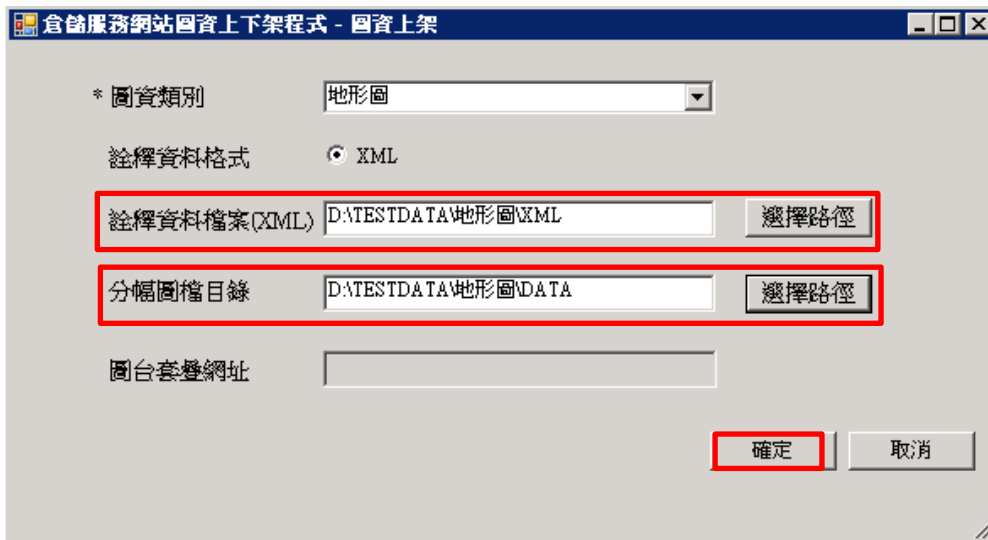 倉儲服務網站圖資上下架程式 - 圖資上架
* 圖資類別 地形圖
詮釋資料格式 XML
詮釋資料檔案(XML) D:\TESTDATA\地形圖\XML 選擇路徑
分幅圖檔目錄 D:\TESTDATA\地形圖\DATA 選擇路徑
圖台套疊網址
確定 取消